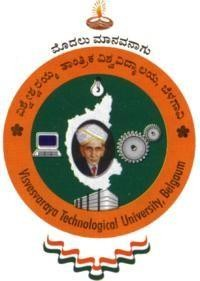 ಮೊದಲು ಮಾನವನಾಗು
ವಿಶ್ವೇಶ್ವರಯ್ಯ ತಾಂತ್ರಿಕ ವಿಶ್ವವಿದ್ಯಾಲಯ, ಬೆಳಗಾವಿ
Visvesvaraya Technological University, Belgaum